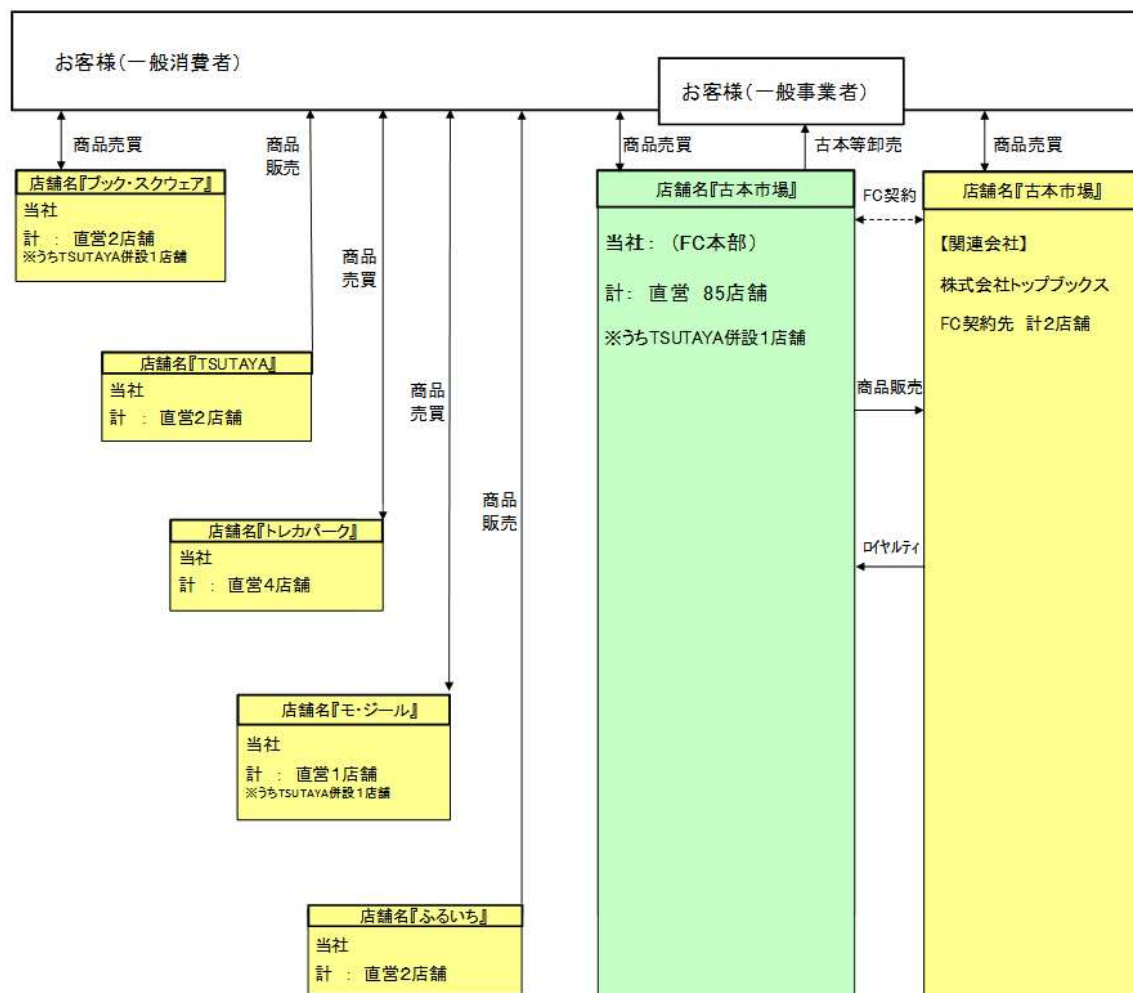 お客様(一般消費者)
お客様(一般事業者)
商品売買
商品
販売
商品売買
古本等卸売
商品売買
店舗名『ブック・スクウェア』
当社
計 : 直営2店舗
※うちTSUTAYA併設1店舗
商品
売買
店舗名『古本市場』
当社: (FC本部)
計: 直営 85店舗
※うちTSUTAYA併設1店舗
FC契約
店舗名『古本市場』
【関連会社】
株式会社トップブックス
FC契約先 計2店舗
店舗名『TSUTAYA』
当社
計 : 直営2店舗
商品
売買
商品販売
商品
販売
店舗名『トレカパーク』
当社
計 : 直営4店舗
ロイヤルティ
店舗名『モ・ジール』
当社
計 : 直営1店舗
※うちTSUTAYA併設1店舗
店舗名『ふるいち』
当社
計 : 直営2店舗